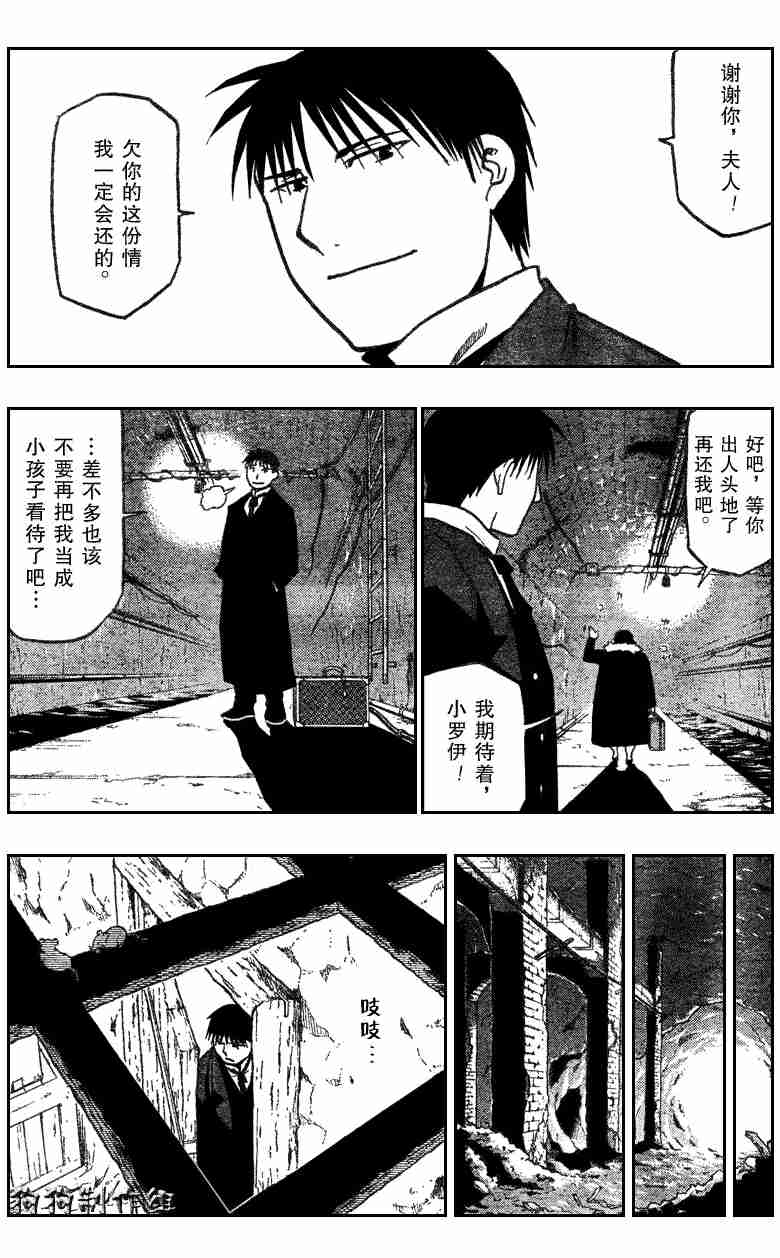 谢谢你，夫人！
欠你的这份情
我一定会还的。
好吧，等你
出人头地了
再还我吧。
我期待着，
小罗伊！
…差不多也该
不要再把我当成
小孩子看待了吧…
吱吱…
狗狗制作组